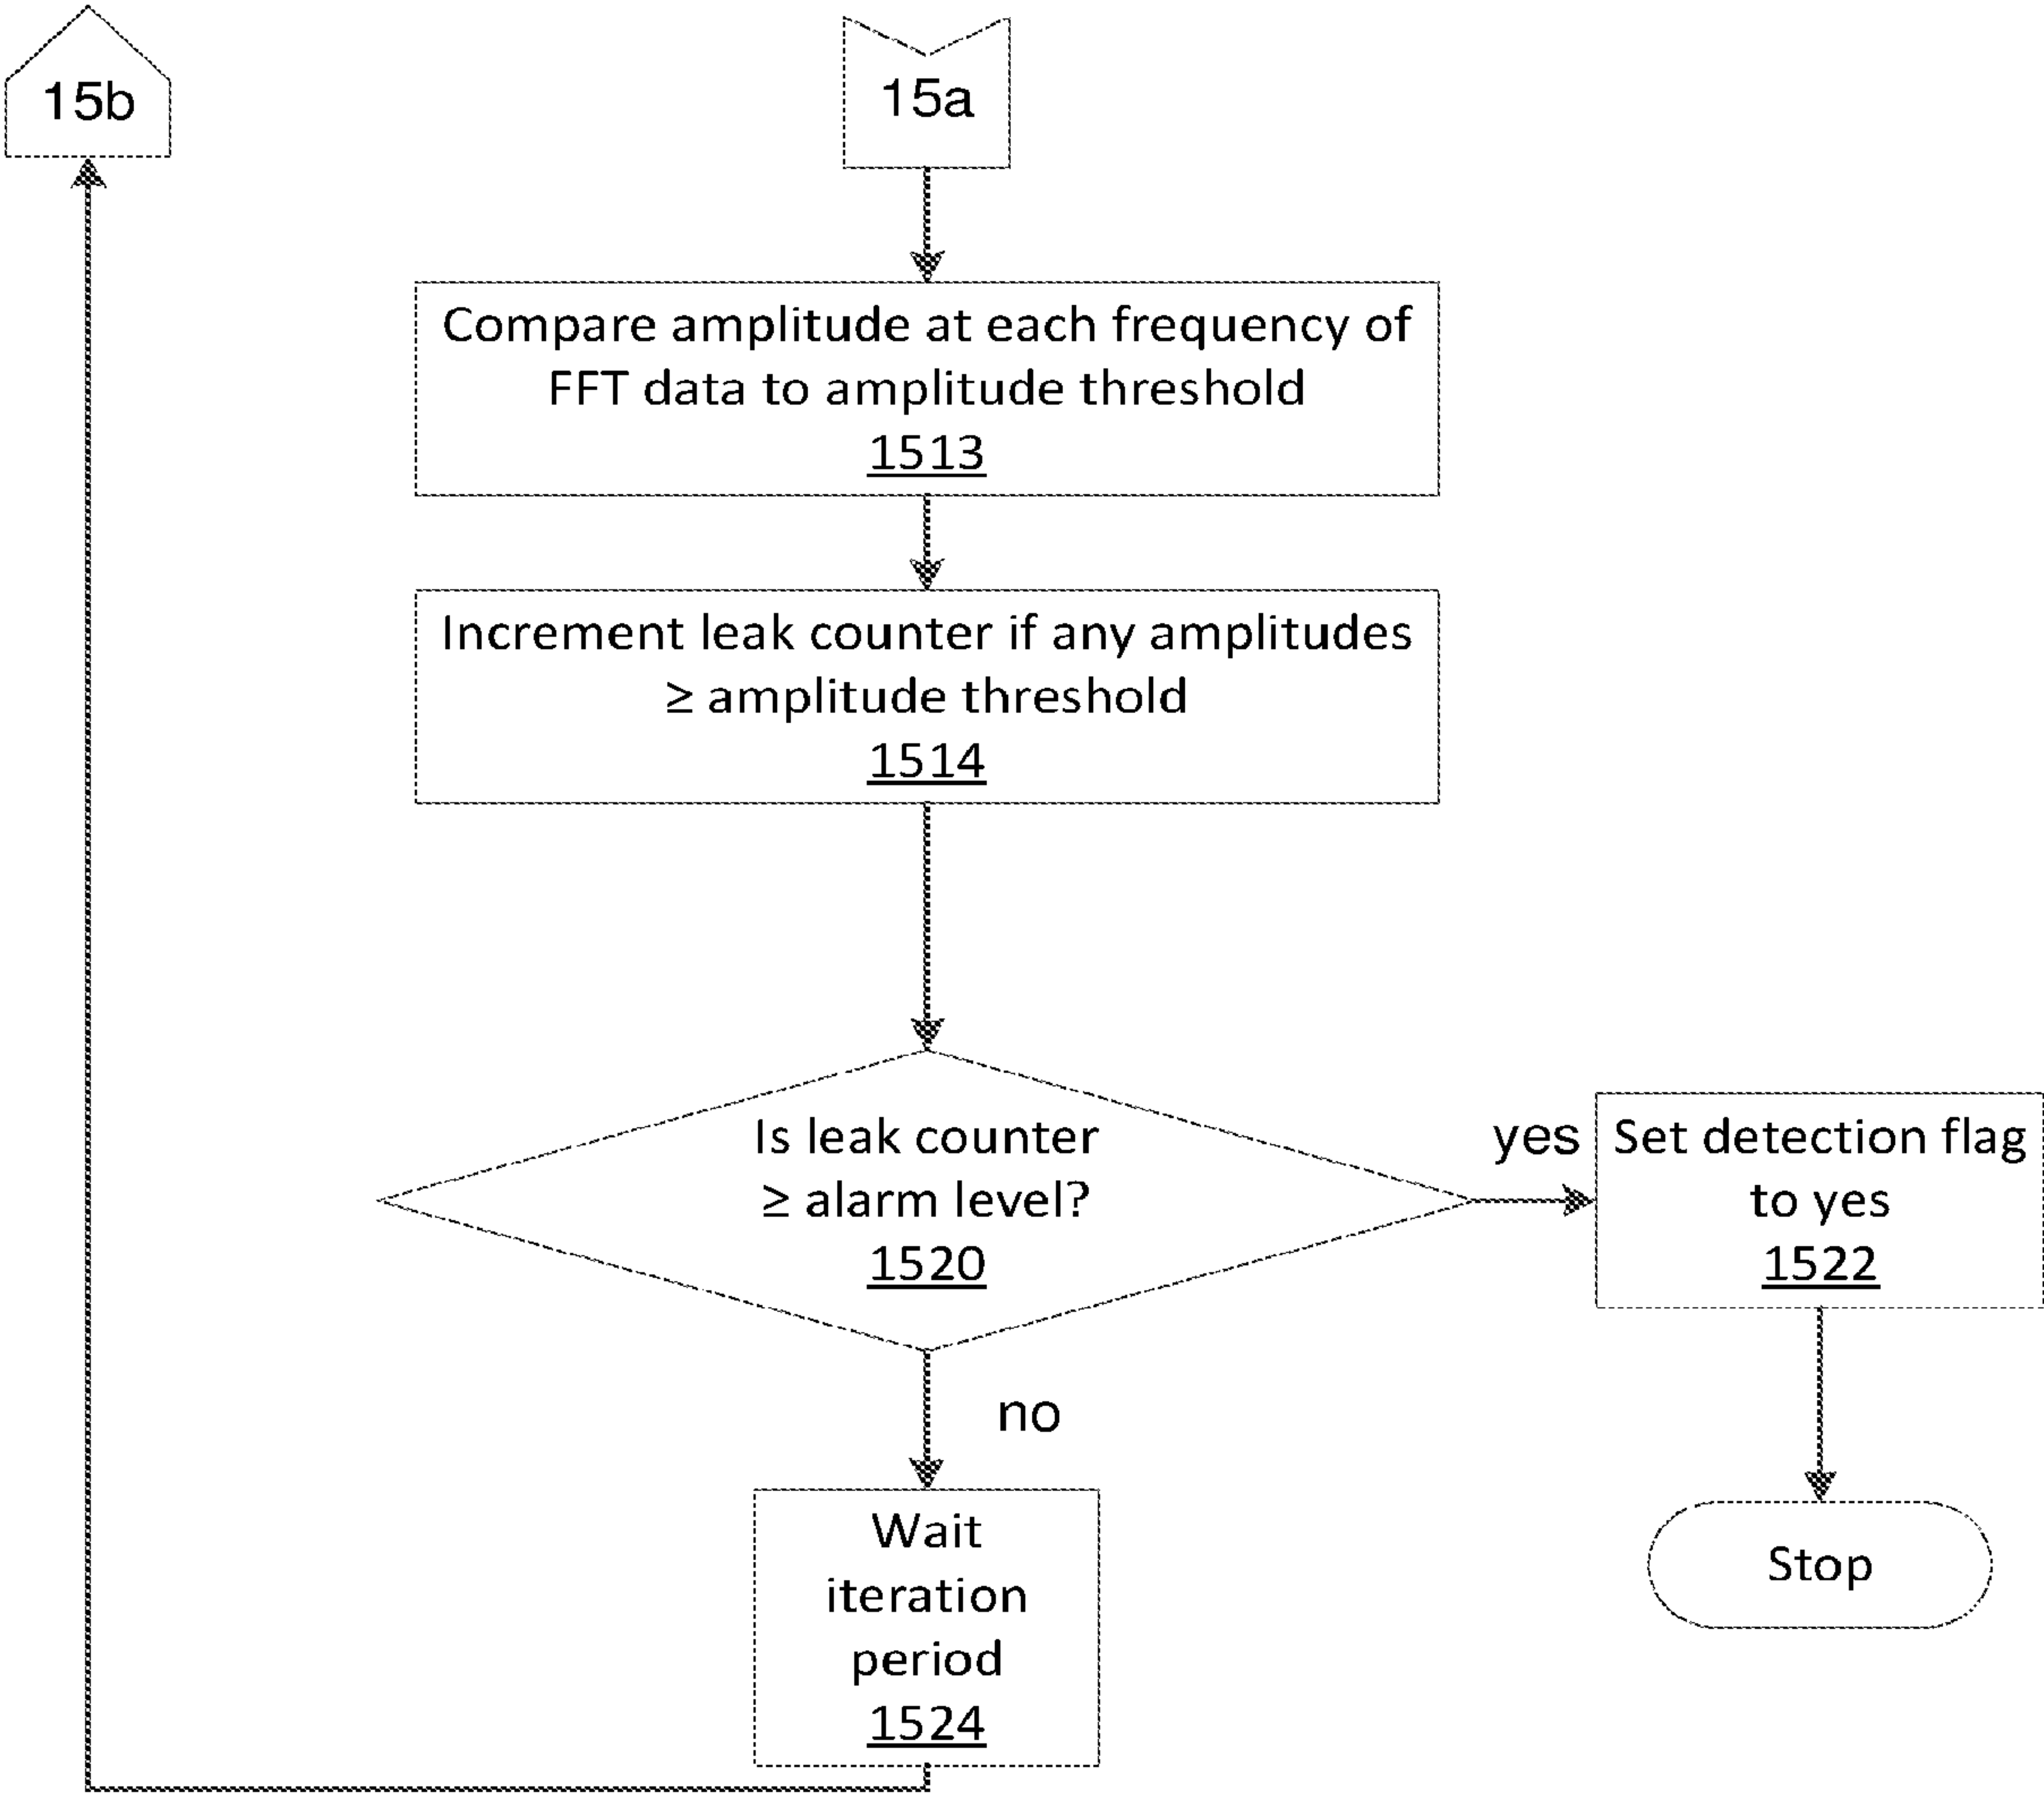 15b
15a
Compare amplitude at each frequency of
FFT data to amplitude threshold
1513
Increment leak counter if any amplitudes
≥ amplitude threshold
1514
Is leak counter
≥ alarm level?
1520
yes
Set detection flag
to yes
1522
no
Wait
iteration
period
1524
Stop